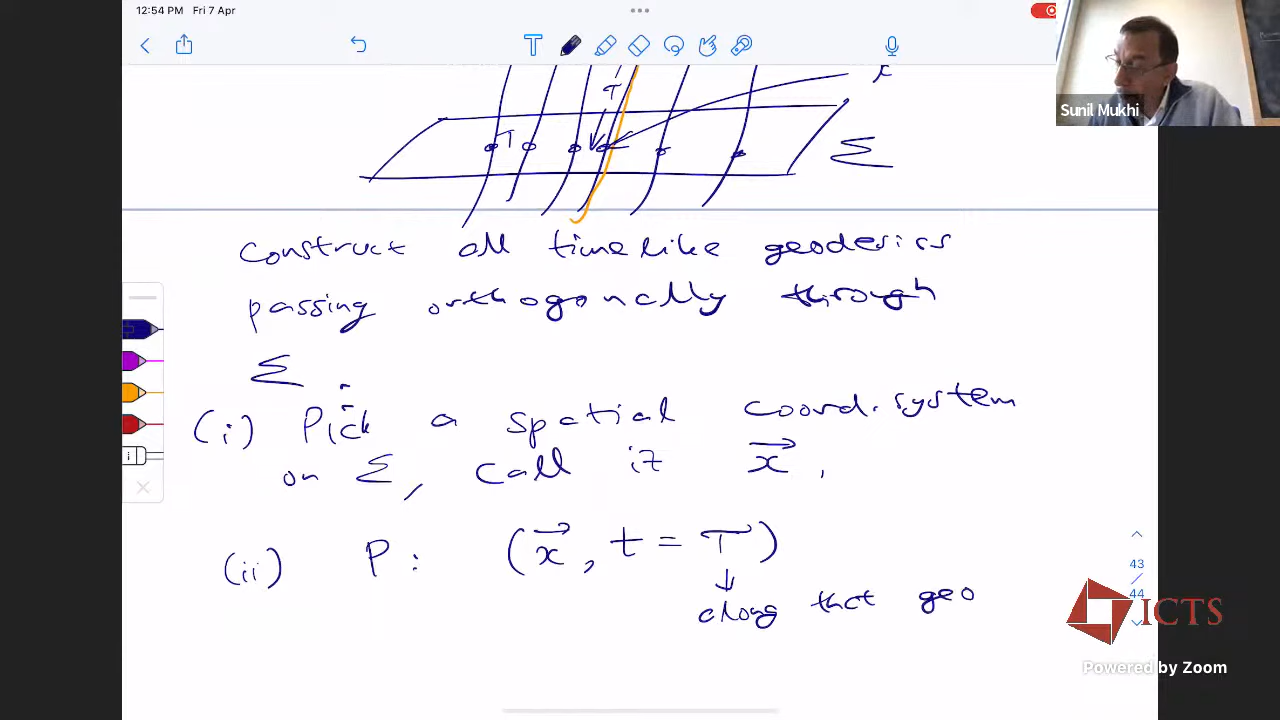 12:54 PM Fri 7 Apr
Sunil Mukhi
τ
x
τ
Σ
Construct all timelike geodesics
passing orthogonally through
Σ.
(i) Pick a spatial coord. system
on Σ, call it x⃗,
(ii) P: (x⃗, t = τ)
↓
along that geo
43
/
44
ICTS
Powered by Zoom